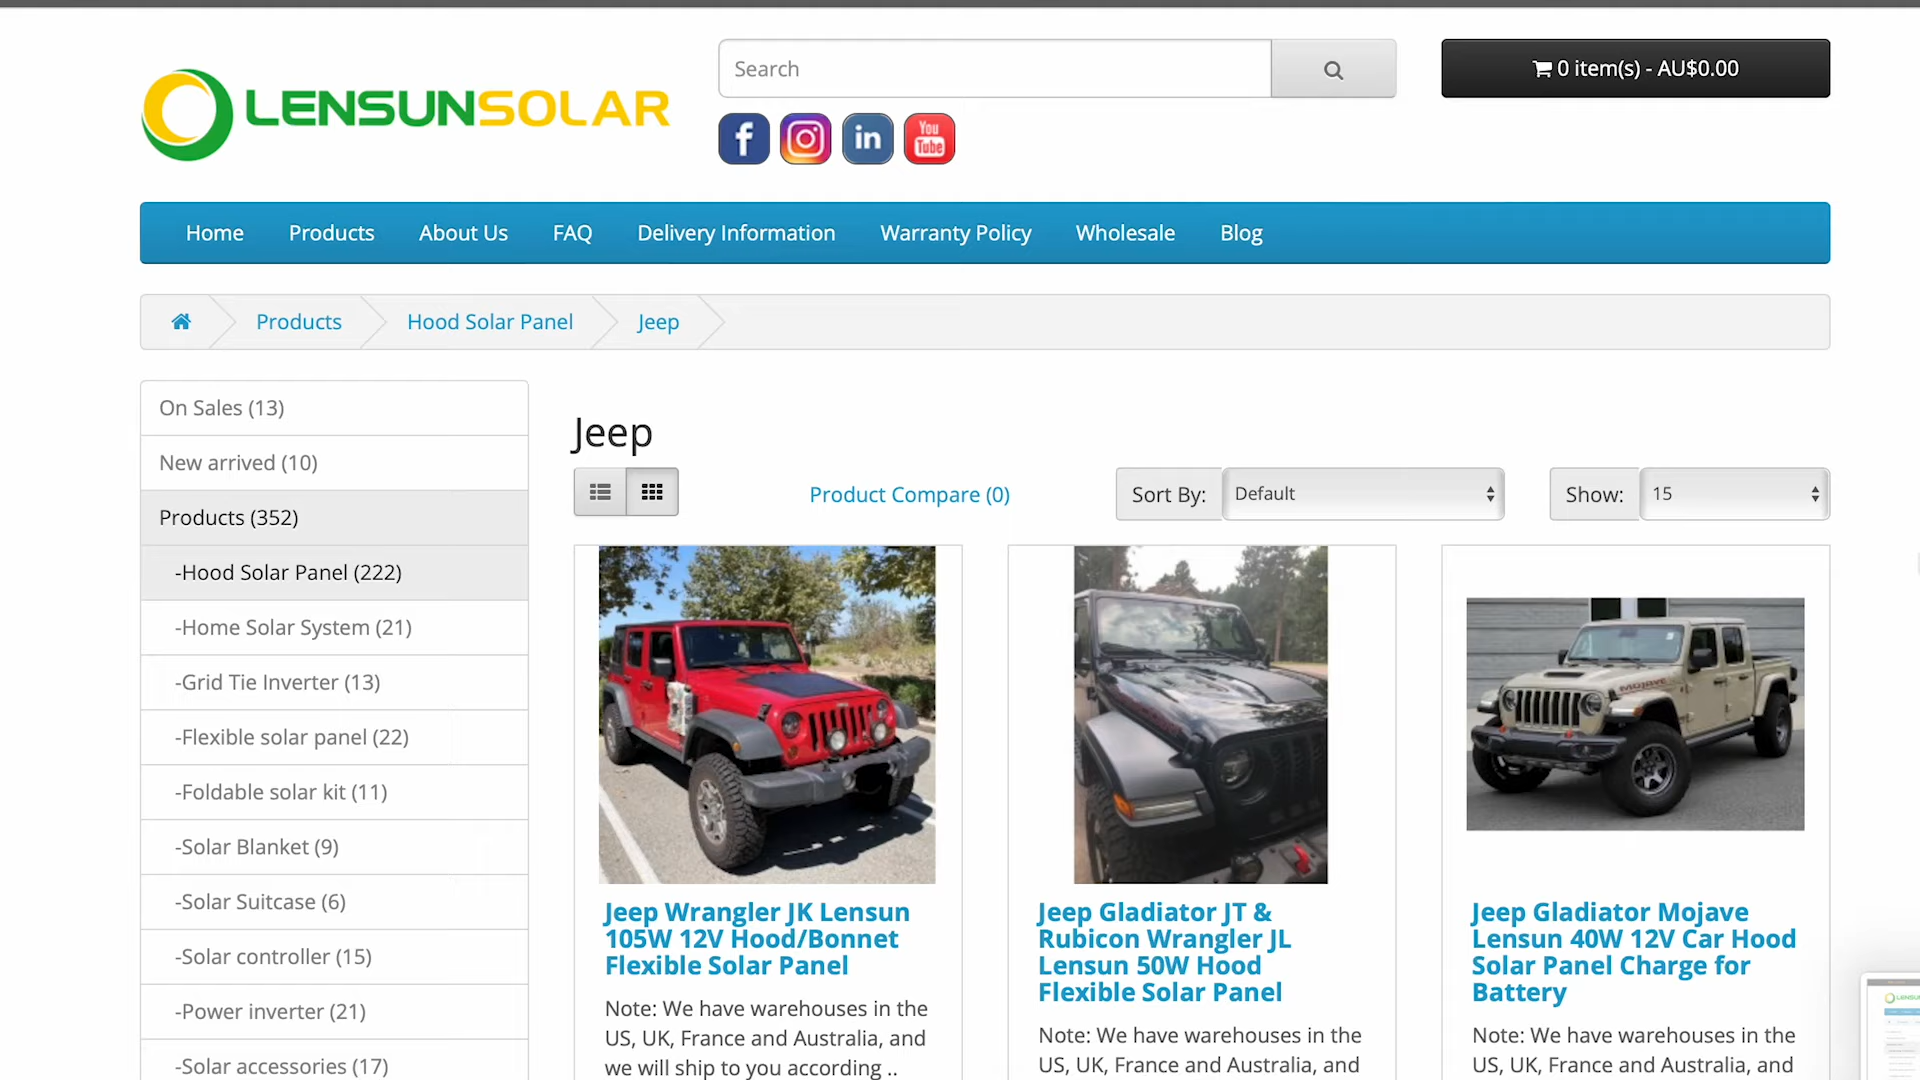 LENSUNSOLAR
Search
0 item(s) - AU$0.00
f
in
You
Tube
Home Products About Us FAQ Delivery Information Warranty Policy Wholesale Blog
Products Hood Solar Panel Jeep
On Sales (13)
New arrived (10)
Products (352)
-Hood Solar Panel (222)
-Home Solar System (21)
-Grid Tie Inverter (13)
-Flexible solar panel (22)
-Foldable solar kit (11)
-Solar Blanket (9)
-Solar Suitcase (6)
-Solar controller (15)
-Power inverter (21)
-Solar accessories (17)
Jeep
Product Compare (0)
Sort By: Default
Show: 15
MOJAVE
Jeep Wrangler JK Lensun
105W 12V Hood/Bonnet
Flexible Solar Panel
Note: We have warehouses in the
US, UK, France and Australia, and
we will ship to you according ..
Jeep Gladiator JT &
Rubicon Wrangler JL
Lensun 50W Hood
Flexible Solar Panel
Note: We have warehouses in the
US, UK, France and Australia, and
Jeep Gladiator Mojave
Lensun 40W 12V Car Hood
Solar Panel Charge for
Battery
Note: We have warehouses in the
US, UK, France and Australia, and